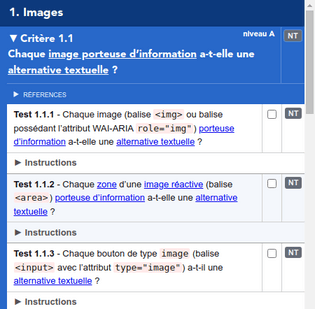 1. Images
▼ Critère 1.1
niveau A
NT
Chaque image porteuse d’information a-t-elle une
alternative textuelle ?
► RÉFÉRENCES
Test 1.1.1 - Chaque image (balise <img> ou balise
possédant l’attribut WAI-ARIA role="img") porteuse
d’information a-t-elle une alternative textuelle ?
NT
► Instructions
Test 1.1.2 - Chaque zone d’une image réactive (balise
<area>) porteuse d’information a-t-elle une alternative
textuelle ?
NT
► Instructions
Test 1.1.3 - Chaque bouton de type image (balise
<input> avec l’attribut type="image") a-t-il une
alternative textuelle ?
NT
► Instructions